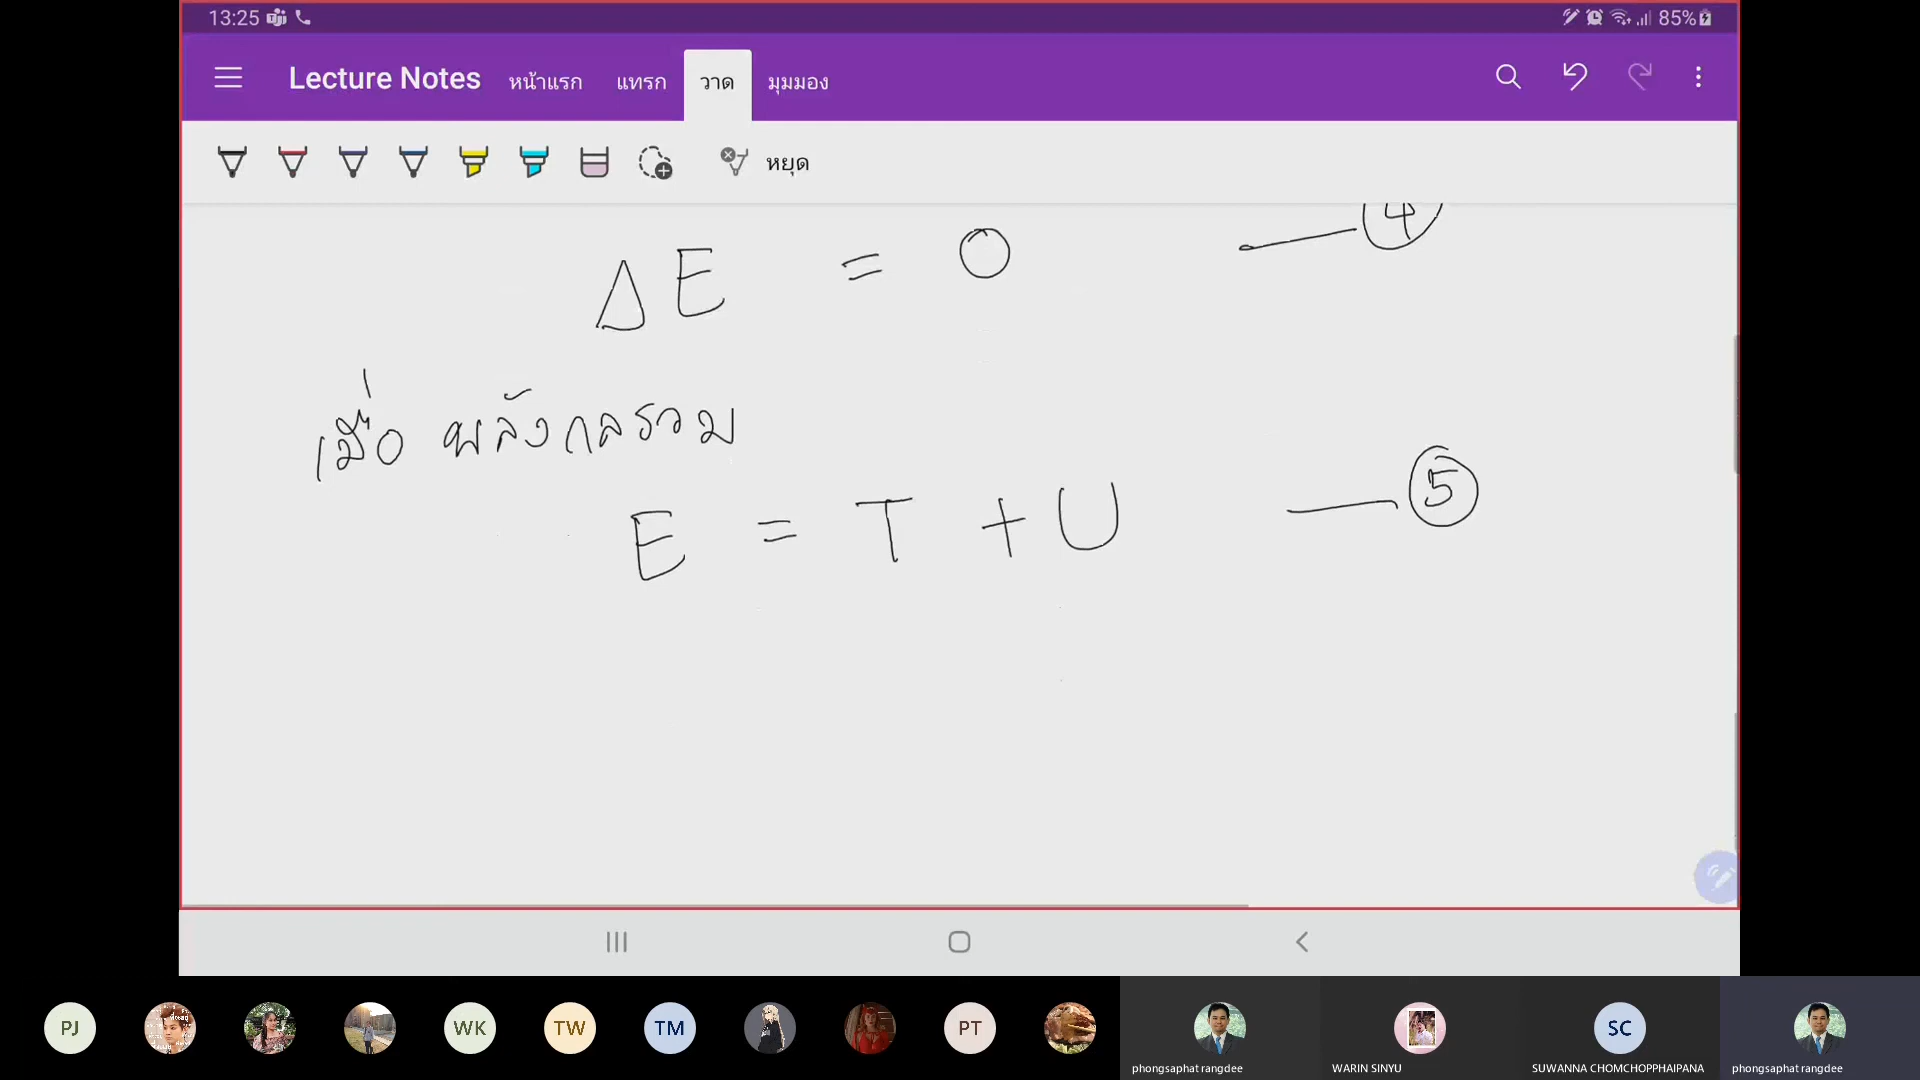 13:25
85%
Lecture Notes หน้าแรก แทรก วาด มุมมอง
หยุด
4
ΔE = 0
เมื่อ พลังกลรวม
E = T + U
5
PJ WK TW TM PT SC
phongsaphat rangdee WARIN SINYU SUWANNA CHOMCHOPPHAIPANA phongsaphat rangdee